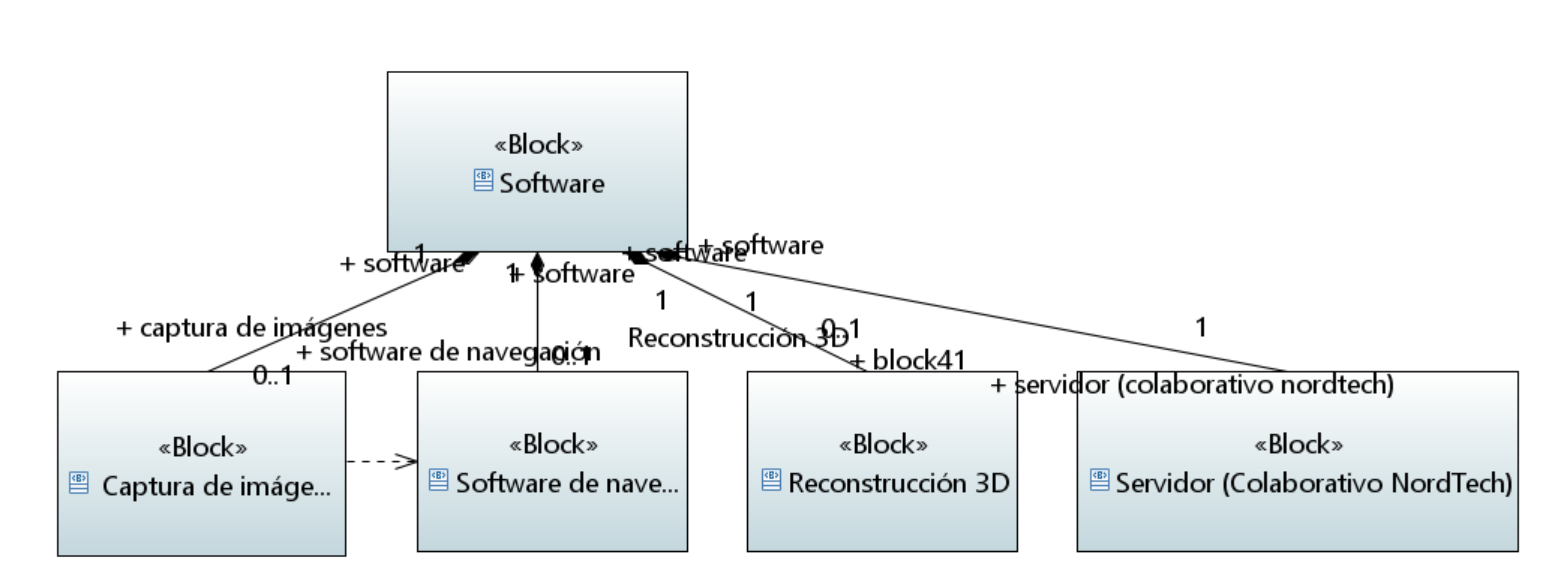 «Block»
Software
1
+ software
1
+ software
+ software
+ software
1
1
1
+ captura de imágenes
0..1
+ software de navegación
0..1
Reconstrucción 3D
0..1
+ block41
+ servidor (colaborativo nordtech)
«Block»
Captura de imáge...
«Block»
Software de nave...
«Block»
Reconstrucción 3D
«Block»
Servidor (Colaborativo NordTech)